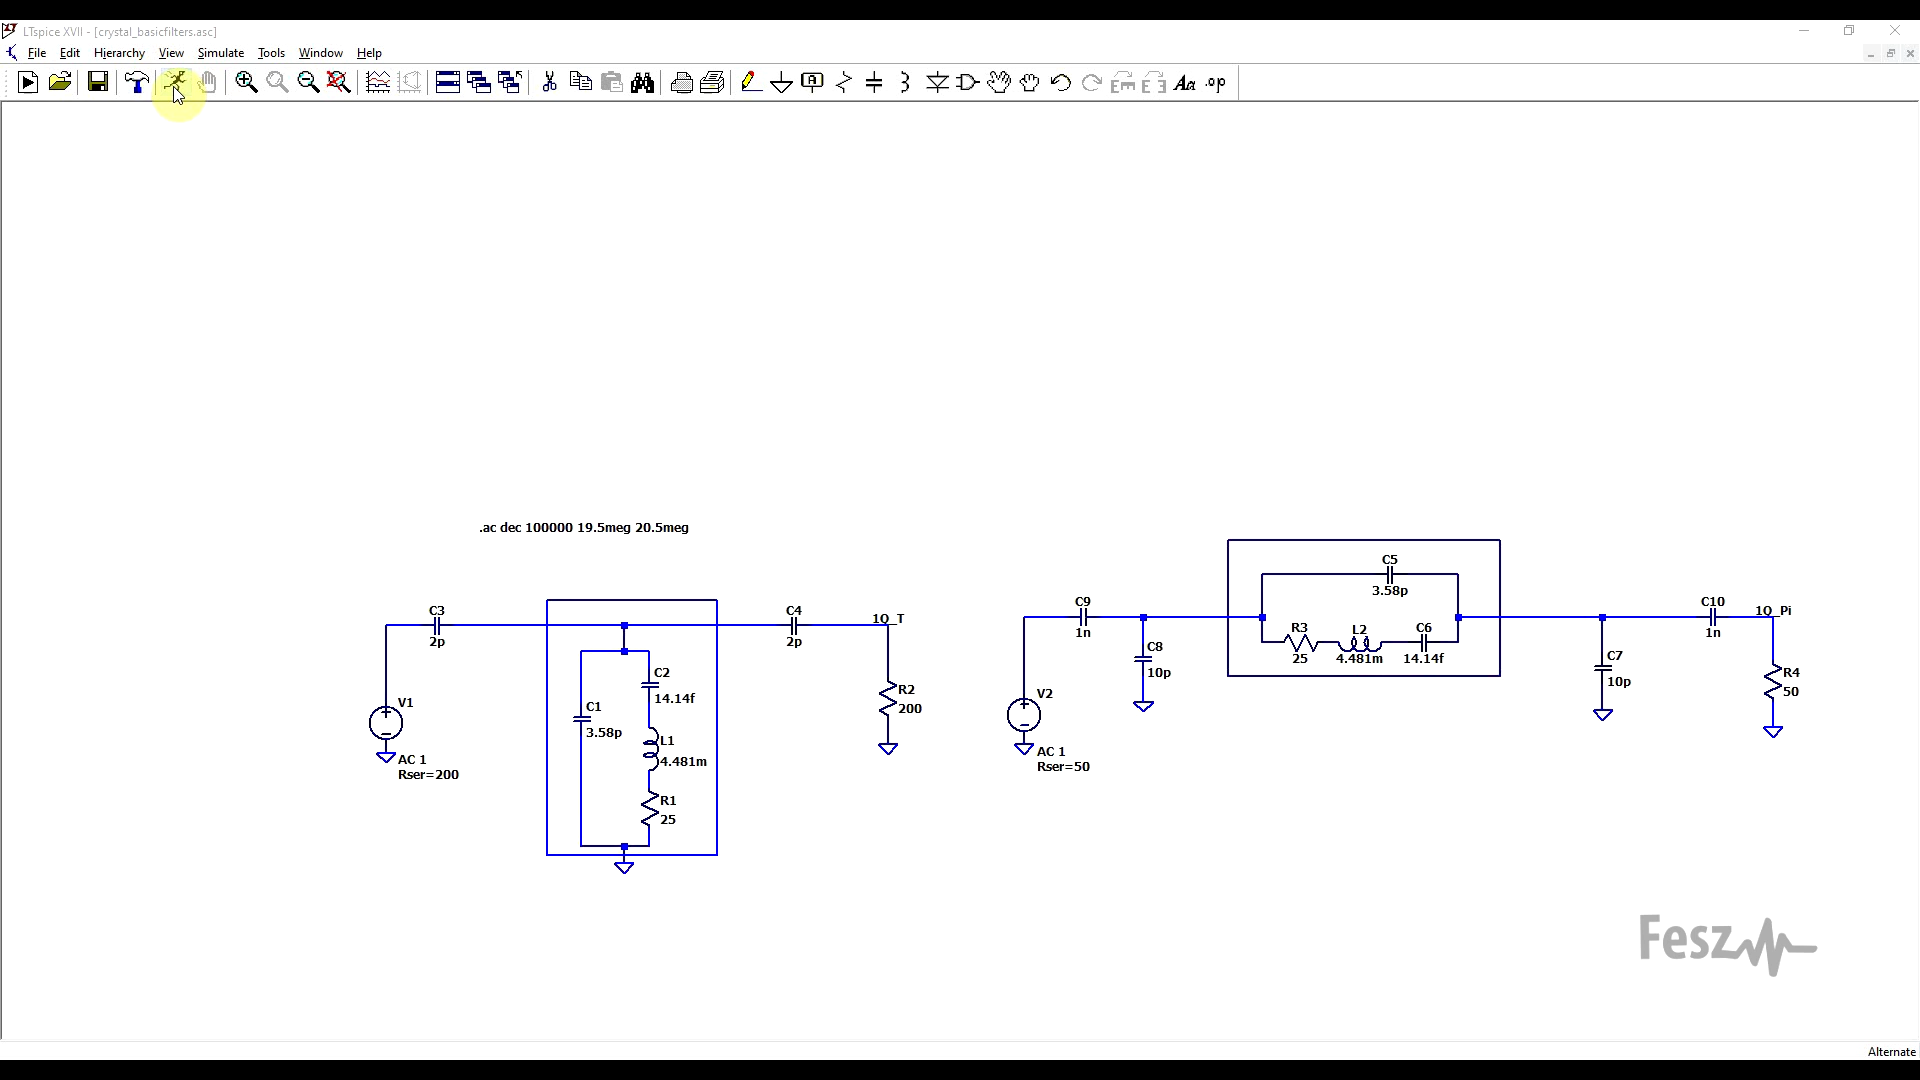 LTspice XVII - [crystal_basicfilters.asc]
File Edit Hierarchy View Simulate Tools Window Help
A Aa .op
.ac dec 100000 19.5meg 20.5meg
C3
2p
C4
2p
1Q_T
C2
14.14f
C1
3.58p
L1
4.481m
R1
25
V1
AC 1
Rser=200
R2
200
C5
3.58p
C9
1n
C10
1n
1Q_Pi
R3
25
L2
4.481m
C6
14.14f
C8
10p
C7
10p
R4
50
V2
AC 1
Rser=50
Fesz
Alternate